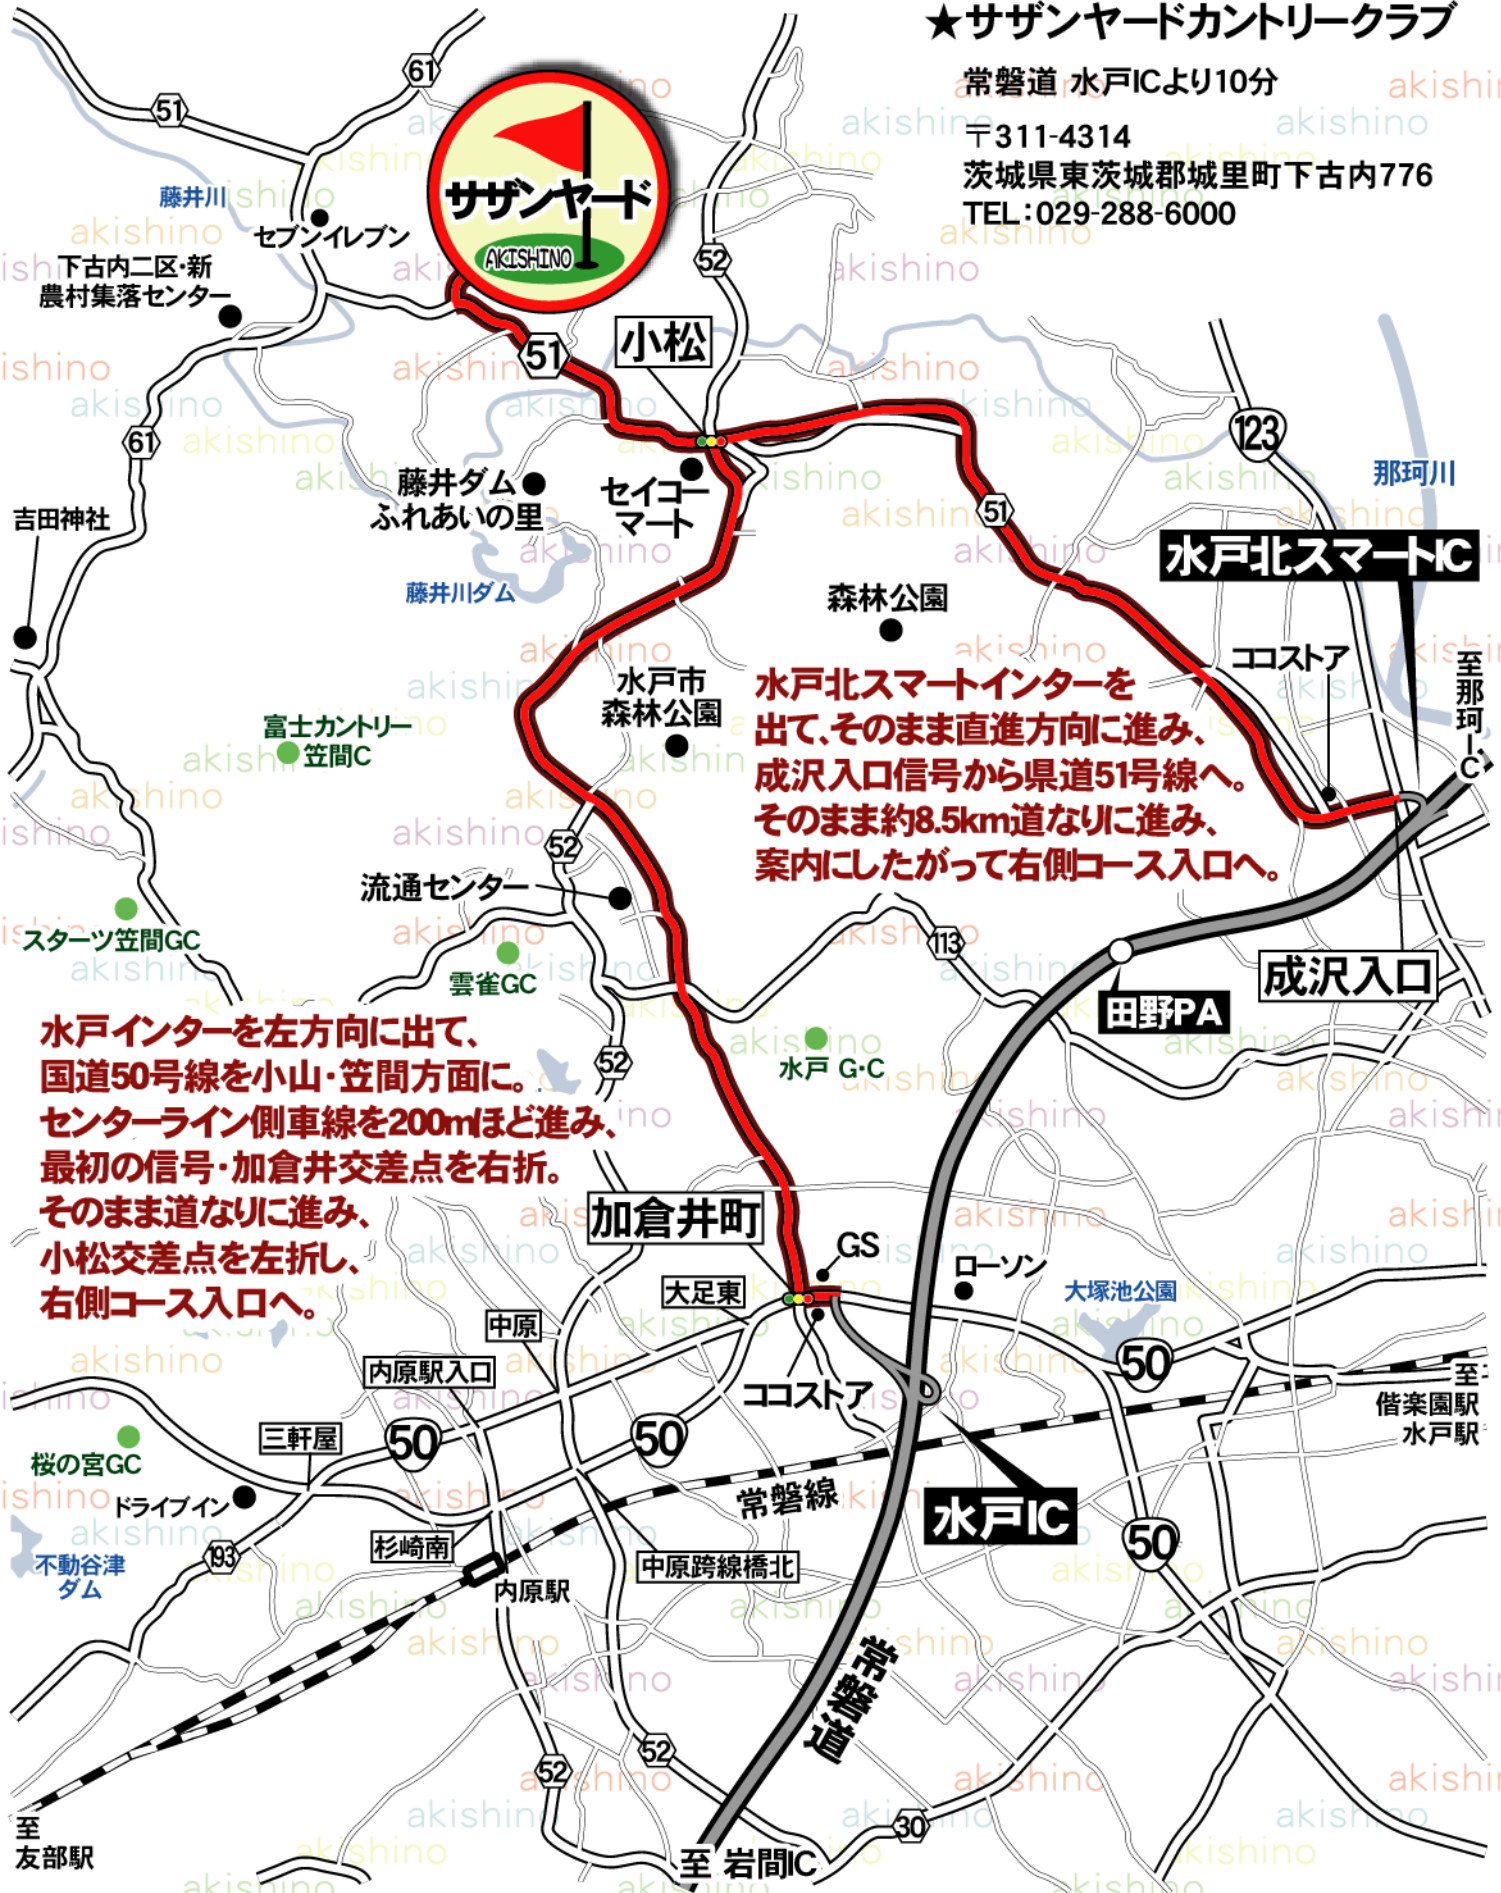 ★サザンヤードカントリークラブ
常磐道 水戸ICより10分
〒311-4314
茨城県東茨城郡城里町下古内776
TEL:029-288-6000
61
51
サザンヤード
AKISHINO
藤井川
セブンイレブン
下古内二区・新
農村集落センター
52
小松
51
123
61
那珂川
藤井ダム
ふれあいの里
セイコー
マート
51
吉田神社
水戸北スマートIC
藤井川ダム
森林公園
ココストア
至那珂IC
水戸市
森林公園
水戸北スマートインターを
出て、そのまま直進方向に進み、
成沢入口信号から県道51号線へ。
そのまま約8.5km道なりに進み、
案内にしたがって右側コース入口へ。
富士カントリー
笠間C
52
流通センター
スターツ笠間GC
雲雀GC
113
成沢入口
田野PA
水戸インターを左方向に出て、
国道50号線を小山・笠間方面に。
センターライン側車線を200mほど進み、
最初の信号・加倉井交差点を右折。
そのまま道なりに進み、
小松交差点を左折し、
右側コース入口へ。
52
水戸 G・C
加倉井町
GS
ローソン
大足東
大塚池公園
中原
内原駅入口
50
至
偕楽園駅
水戸駅
ココストア
三軒屋
50
50
桜の宮GC
ドライブイン
常磐線
水戸IC
杉崎南
193
50
不動谷津
ダム
中原跨線橋北
内原駅
常磐道
52
52
30
至
友部駅
至 岩間IC
akishino